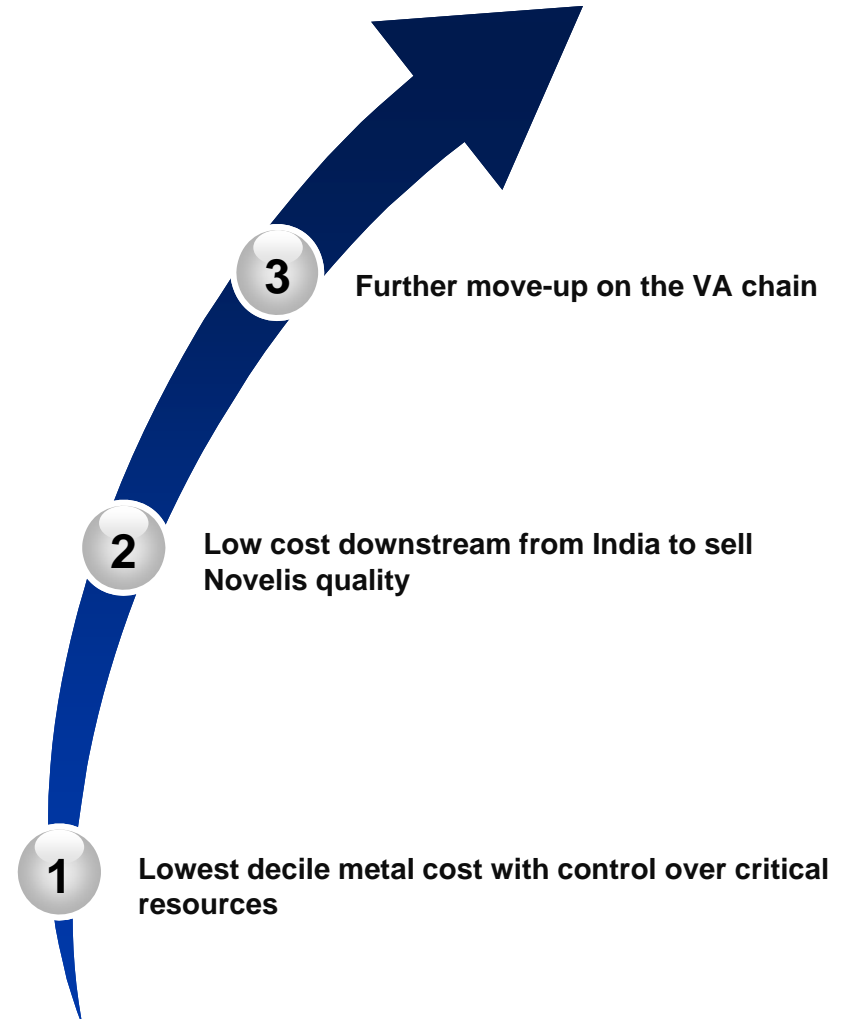 3
Further move-up on the VA chain
2
Low cost downstream from India to sell
Novelis quality
1
Lowest decile metal cost with control over critical
resources